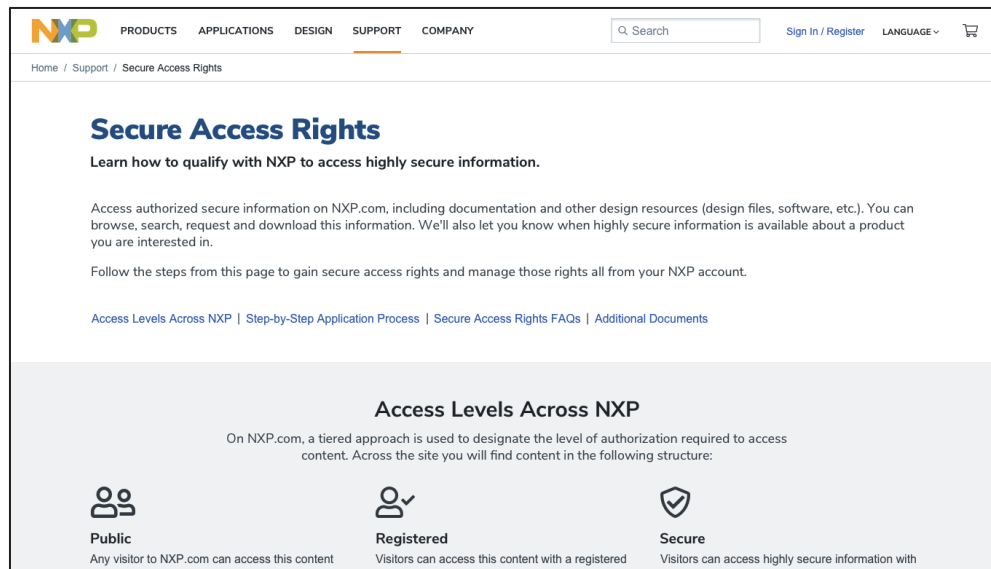 NXP
PRODUCTS APPLICATIONS DESIGN SUPPORT COMPANY Search Sign In / Register LANGUAGE
Home / Support / Secure Access Rights
Secure Access Rights
Learn how to qualify with NXP to access highly secure information.
Access authorized secure information on NXP.com, including documentation and other design resources (design files, software, etc.). You can
browse, search, request and download this information. We'll also let you know when highly secure information is available about a product
you are interested in.
Follow the steps from this page to gain secure access rights and manage those rights all from your NXP account.
Access Levels Across NXP | Step-by-Step Application Process | Secure Access Rights FAQs | Additional Documents
Access Levels Across NXP
On NXP.com, a tiered approach is used to designate the level of authorization required to access
content. Across the site you will find content in the following structure:
Public
Any visitor to NXP.com can access this content
Registered
Visitors can access this content with a registered
Secure
Visitors can access highly secure information with